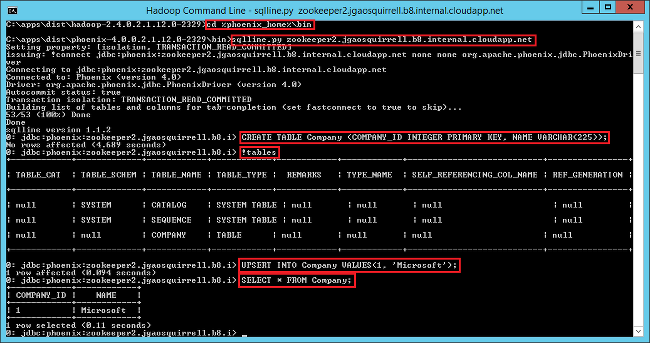 Hadoop Command Line - sqlline.py  zookeeper2.jgaosquirrell.b8.internal.cloudapp.net
C:\apps\dist\hadoop-2.4.0.2.1.12.0-2329>cd %phoenix_home%\bin
C:\apps\dist\phoenix-4.0.0.2.1.12.0-2329\bin>sqlline.py zookeeper2.jgaosquirrell.b8.internal.cloudapp.net
Setting property: [isolation, TRANSACTION_READ_COMMITTED]
issuing: !connect jdbc:phoenix:zookeeper2.jgaosquirrell.b8.internal.cloudapp.net none none org.apache.phoenix.jdbc.PhoenixDri
ver
Connecting to jdbc:phoenix:zookeeper2.jgaosquirrell.b8.internal.cloudapp.net
Connected to: Phoenix (version 4.0)
Driver: org.apache.phoenix.jdbc.PhoenixDriver (version 4.0)
Autocommit status: true
Transaction isolation: TRANSACTION_READ_COMMITTED
Building list of tables and columns for tab-completion (set fastconnect to true to skip)...
53/53 (100%) Done
Done
sqlline version 1.1.2
0: jdbc:phoenix:zookeeper2.jgaosquirrell.b8.i> CREATE TABLE Company (COMPANY_ID INTEGER PRIMARY KEY, NAME VARCHAR(225));
No rows affected (4.689 seconds)
0: jdbc:phoenix:zookeeper2.jgaosquirrell.b8.i> !tables
| TABLE_CAT | TABLE_SCHEM | TABLE_NAME | TABLE_TYPE | REMARKS | TYPE_NAME | SELF_REFERENCING_COL_NAME | REF_GENERATION |
| null | SYSTEM | CATALOG | SYSTEM TABLE | null | null | null | null |
| null | SYSTEM | SEQUENCE | SYSTEM TABLE | null | null | null | null |
| null | null | COMPANY | TABLE | null | null | null | null |
0: jdbc:phoenix:zookeeper2.jgaosquirrell.b8.i> UPSERT INTO Company VALUES(1, 'Microsoft');
1 row affected (0.094 seconds)
0: jdbc:phoenix:zookeeper2.jgaosquirrell.b8.i> SELECT * FROM Company;
| COMPANY_ID | NAME |
| 1 | Microsoft |
1 row selected (0.11 seconds)
0: jdbc:phoenix:zookeeper2.jgaosquirrell.b8.i> _